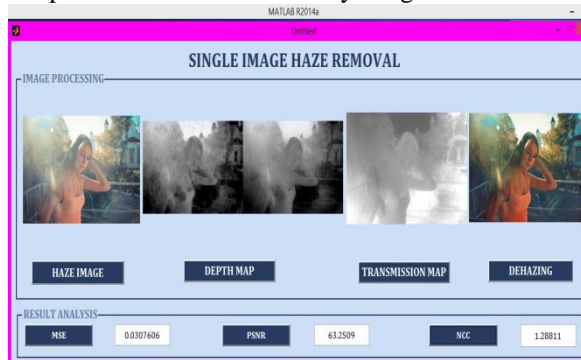 MATLAB R2014a
Untitled
SINGLE IMAGE HAZE REMOVAL
IMAGE PROCESSING
HAZE IMAGE
DEPTH MAP
TRANSMISSION MAP
DEHAZING
RESULT ANALYSIS
MSE 0.0307606 PSNR 63.2509 NCC 1.28811